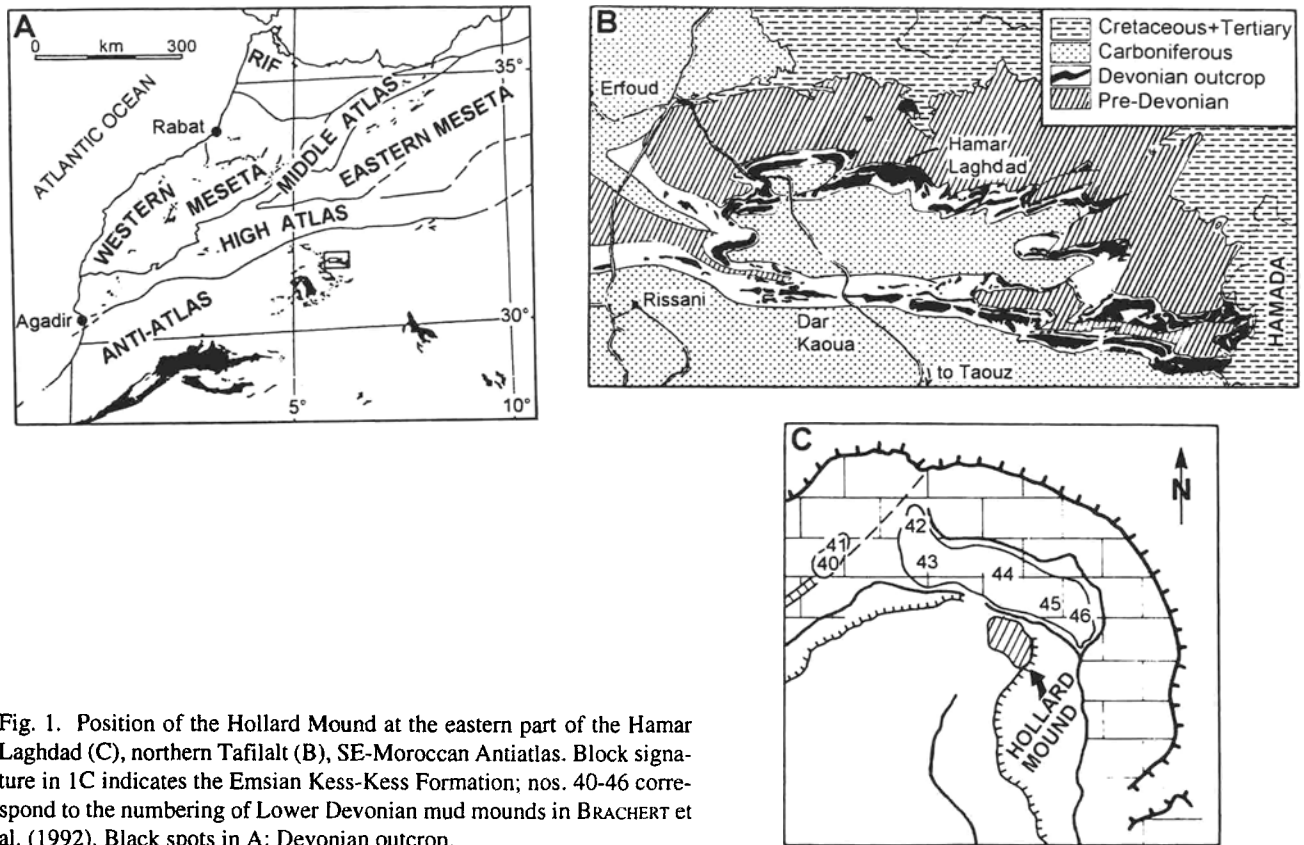 A
0 km 300
RIF
35°
ATLANTIC OCEAN
Rabat
MIDDLE ATLAS
EASTERN MESETA
WESTERN MESETA
HIGH ATLAS
ANTI-ATLAS
Agadir
30°
5°
10°
B
Cretaceous+Tertiary
Carboniferous
Devonian outcrop
Pre-Devonian
Erfoud
Hamar
Laghdad
Rissani
Dar
Kaoua
to Taouz
HAMADA
C
N
42
41
40
43
44
45
46
HOLLARD
MOUND
Fig. 1. Position of the Hollard Mound at the eastern part of the Hamar
Laghdad (C), northern Tafilalt (B), SE-Moroccan Antiatlas. Block signa-
ture in 1C indicates the Emsian Kess-Kess Formation; nos. 40-46 corre-
spond to the numbering of Lower Devonian mud mounds in BRACHERT et
al. (1992). Black spots in A: Devonian outcrop.